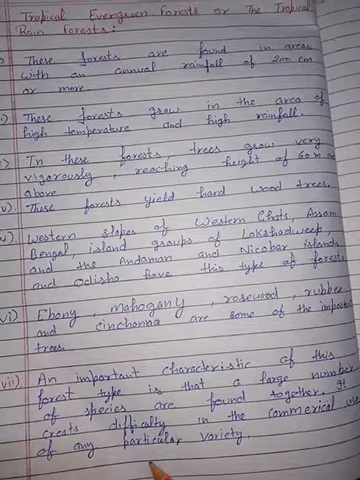 Tropical Evergreen Forests or The Tropical
Rain Forests:
These forests are found in areas
with an annual rainfall of 200 cm
or more.
These forests grow in the area of
high temperature and high rainfall.
In these forests, trees grow very
vigorously, reaching height of 60 m
above
iv) These forests yield hard wood trees.
v) Western slopes of Western Ghats, Assam
Bengal, island groups of Lakshadweep,
and the Andaman and Nicobar islands
and Odisha have this type of forests
vi) Ebony, mahogany, rosewood, rubber
and cinchona are some of the important
trees.
vii) An important characteristic of this
forest type is that a large number
of species are found together. It
creats difficulty in the commerical use
of any particular variety.